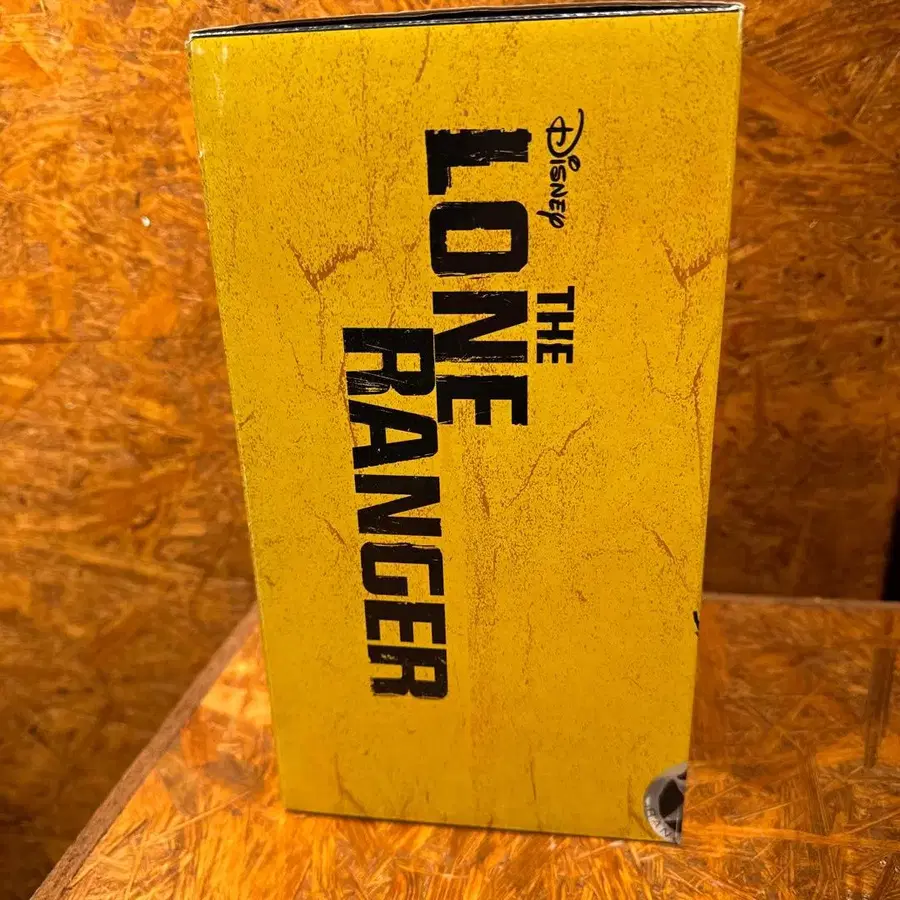 Disney
THE
LONE
RANGER